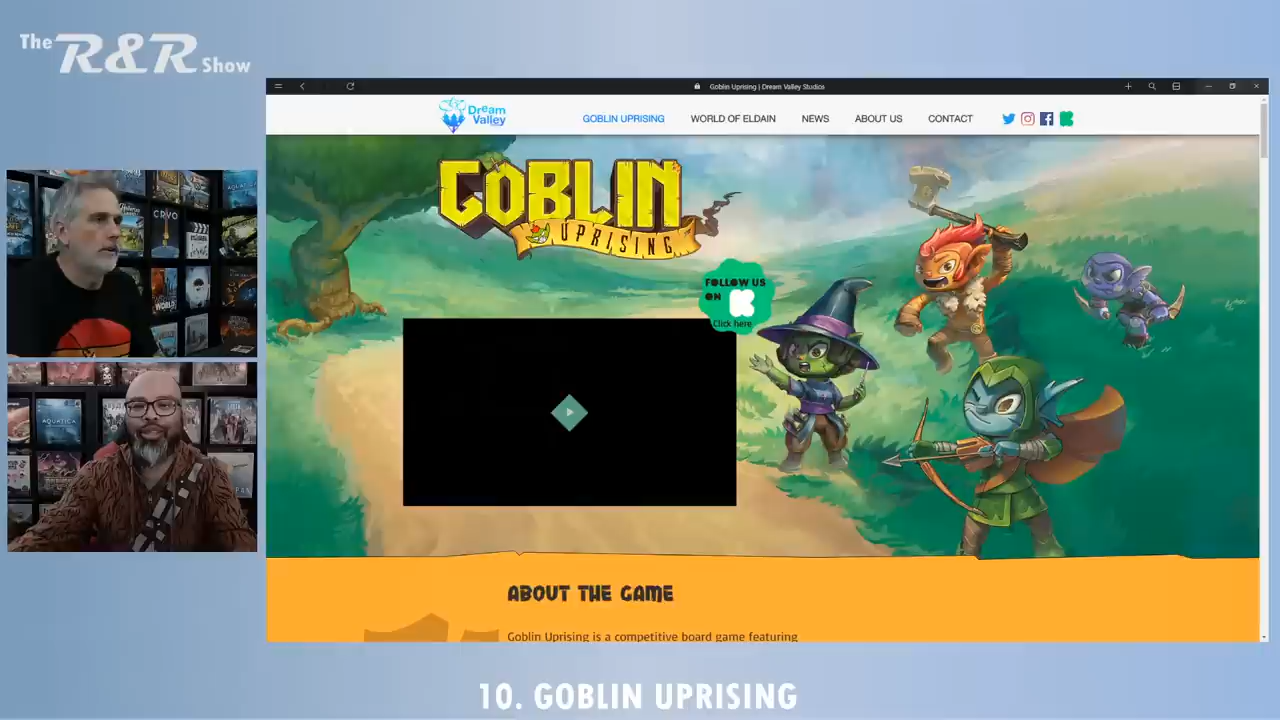 The R&R Show
Goblin Uprising | Dream Valley Studios
Dream
Valley
GOBLIN UPRISING
WORLD OF ELDAIN
NEWS
ABOUT US
CONTACT
GOBLIN
UPRISING
FOLLOW US
ON
Click here
CRYO
AQUATICA
ABOUT THE GAME
Goblin Uprising is a competitive board game featuring
10. GOBLIN UPRISING